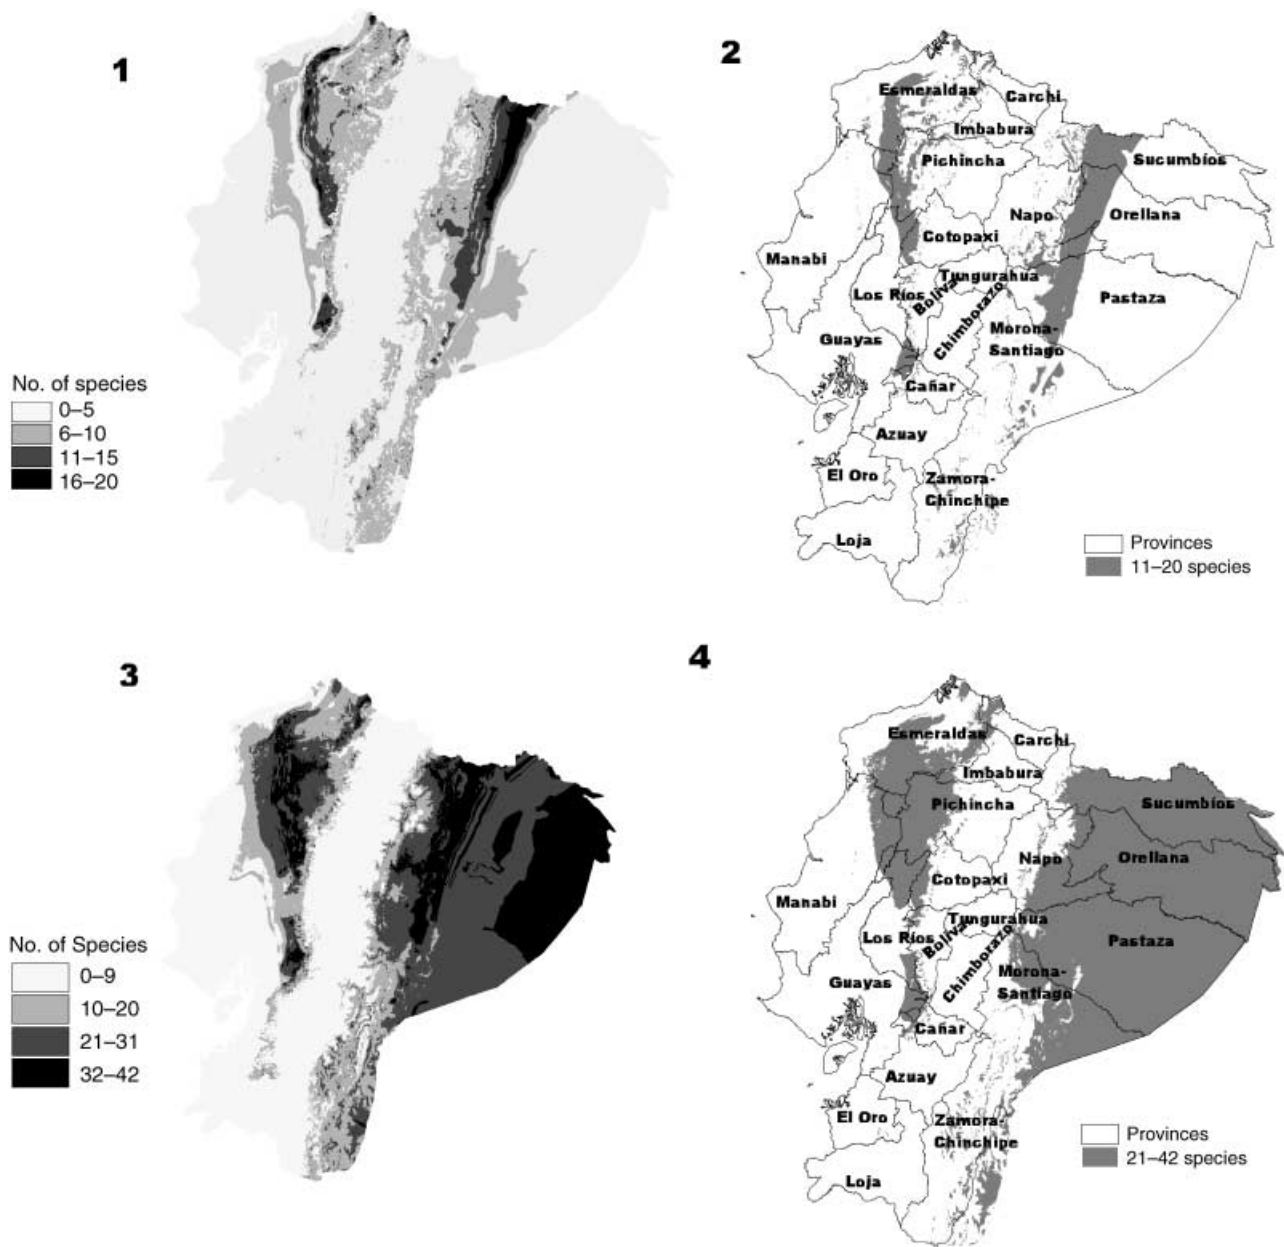 1
No. of species
0–5
6–10
11–15
16–20
2
Esmeraldas
Carchi
Imbabura
Pichincha
Sucumbíos
Napo
Orellana
Cotopaxi
Manabi
Tungurahua
Los Ríos
Bolivar
Chimborazo
Pastaza
Guayas
Morona-
Santiago
Cañar
Azuay
El Oro
Zamora-
Chinchipe
Loja
Provinces
11–20 species
3
No. of Species
0–9
10–20
21–31
32–42
4
Esmeraldas
Carchi
Imbabura
Pichincha
Sucumbíos
Napo
Orellana
Cotopaxi
Manabi
Tungurahua
Los Ríos
Bolivar
Chimborazo
Pastaza
Guayas
Morona-
Santiago
Cañar
Azuay
El Oro
Zamora-
Chinchipe
Loja
Provinces
21–42 species